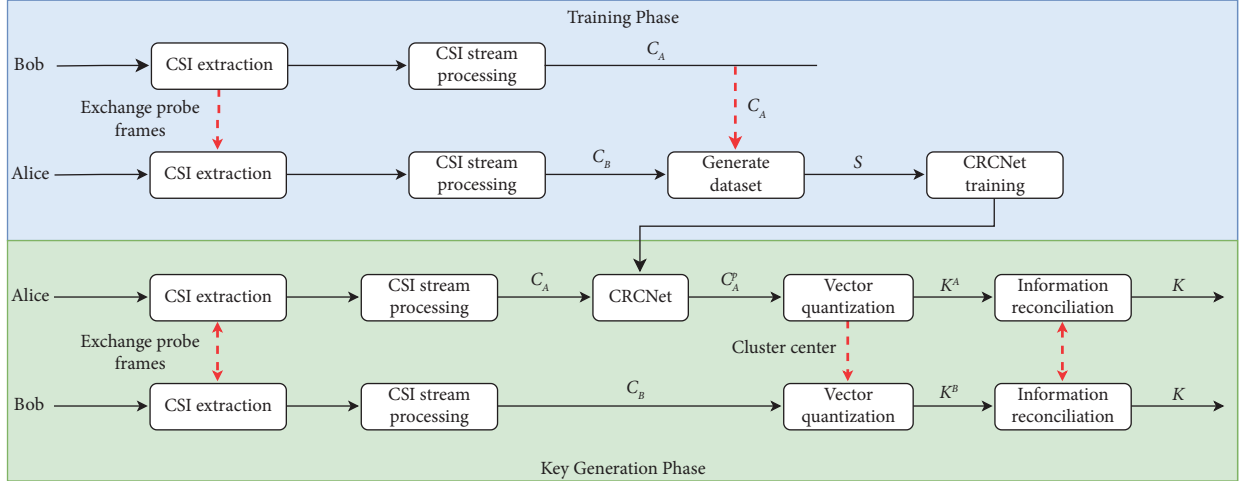 Training Phase
Bob
CSI extraction
CSI stream
processing
C_A
Exchange probe
frames
C_A
Alice
CSI extraction
CSI stream
processing
C_B
Generate
dataset
S
CRCNet
training
Alice
CSI extraction
CSI stream
processing
C_A
CRCNet
C_A^p
Vector
quantization
K^A
Information
reconciliation
K
Exchange probe
frames
Cluster center
Bob
CSI extraction
CSI stream
processing
C_B
Vector
quantization
K^B
Information
reconciliation
K
Key Generation Phase